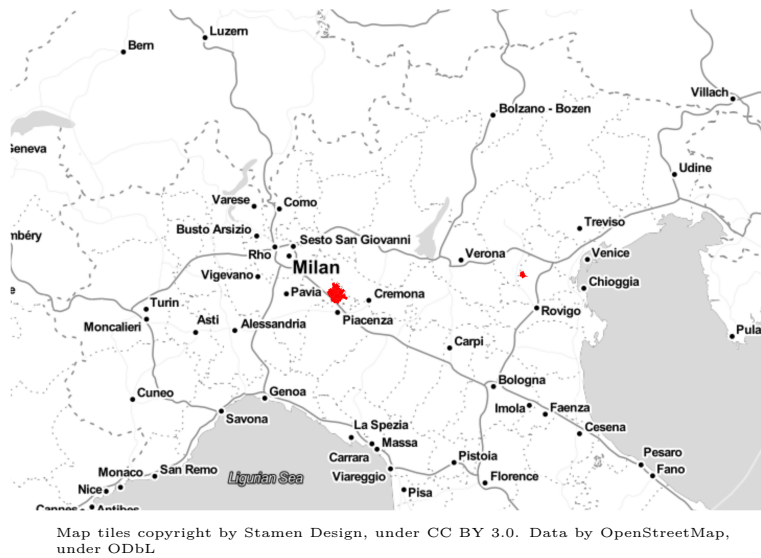 Luzern
Bern
Villach
Bolzano - Bozen
Geneva
Udine
Varese
Como
Treviso
Busto Arsizio
mbéry
Sesto San Giovanni
Rho
Verona
Venice
Milan
Vigevano
Chioggia
e
Pavia
Cremona
Turin
Rovigo
Piacenza
Asti
Alessandria
Moncalieri
Pula
Carpi
Bologna
Cuneo
Genoa
Imola
Faenza
Savona
La Spezia
Cesena
Massa
Carrara
Pistoia
Pesaro
Monaco
San Remo
Viareggio
Fano
Ligurian Sea
Florence
Nice
Pisa
Cannes
Antibes
Map tiles copyright by Stamen Design, under CC BY 3.0. Data by OpenStreetMap,
under ODbL